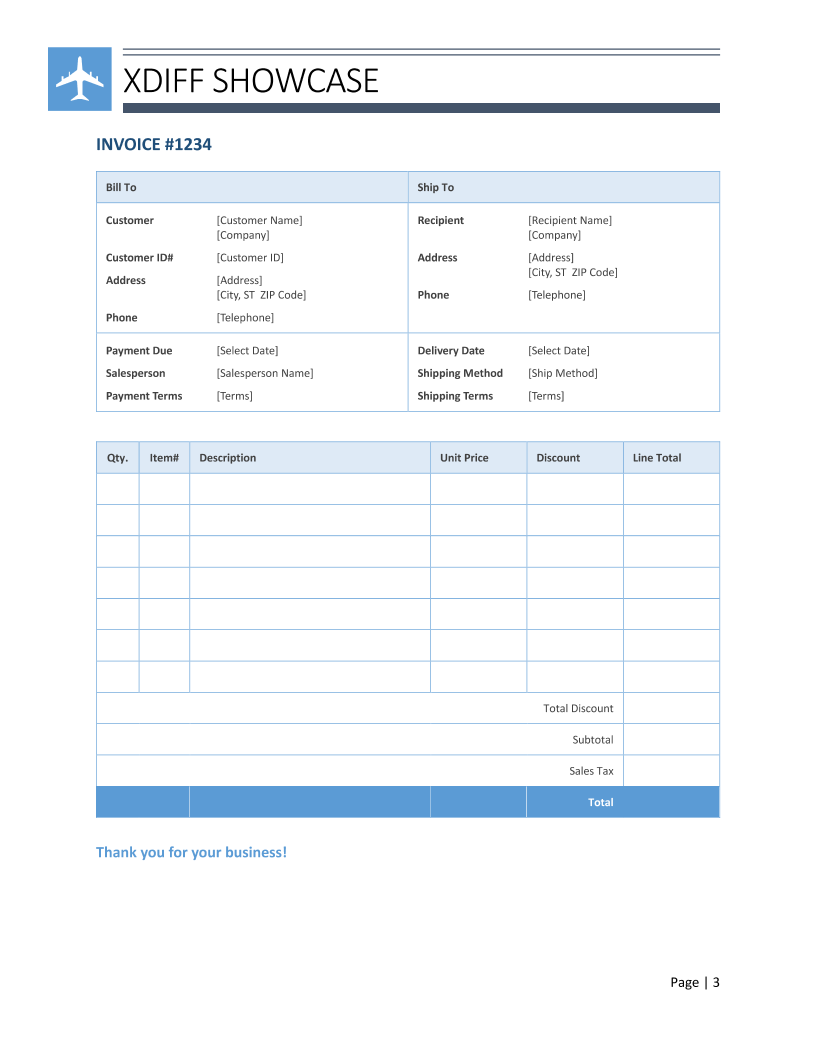 XDIFF SHOWCASE
INVOICE #1234
Bill To
Ship To
Customer [Customer Name]
[Company]
Customer ID# [Customer ID]
Address [Address]
[City, ST  ZIP Code]
Phone [Telephone]
Recipient [Recipient Name]
[Company]
Address [Address]
[City, ST  ZIP Code]
Phone [Telephone]
Payment Due [Select Date]
Salesperson [Salesperson Name]
Payment Terms [Terms]
Delivery Date [Select Date]
Shipping Method [Ship Method]
Shipping Terms [Terms]
Qty. Item# Description Unit Price Discount Line Total
Total Discount
Subtotal
Sales Tax
Total
Thank you for your business!
Page | 3